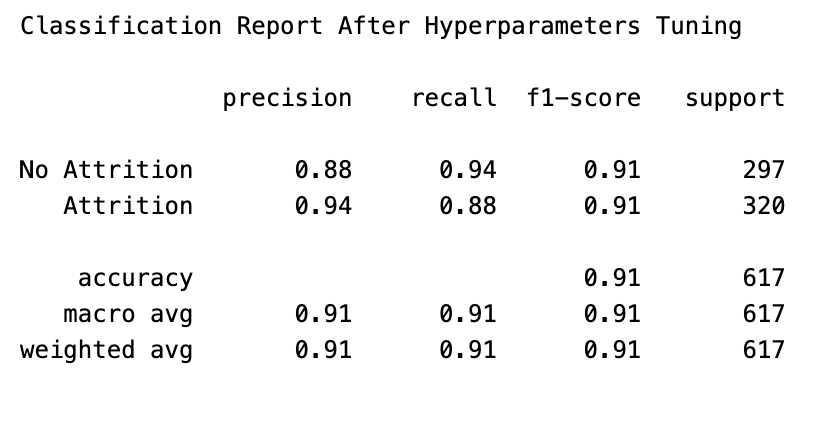 Classification Report After Hyperparameters Tuning
precision recall f1-score support
No Attrition 0.88 0.94 0.91 297
Attrition 0.94 0.88 0.91 320
accuracy 0.91 617
macro avg 0.91 0.91 0.91 617
weighted avg 0.91 0.91 0.91 617